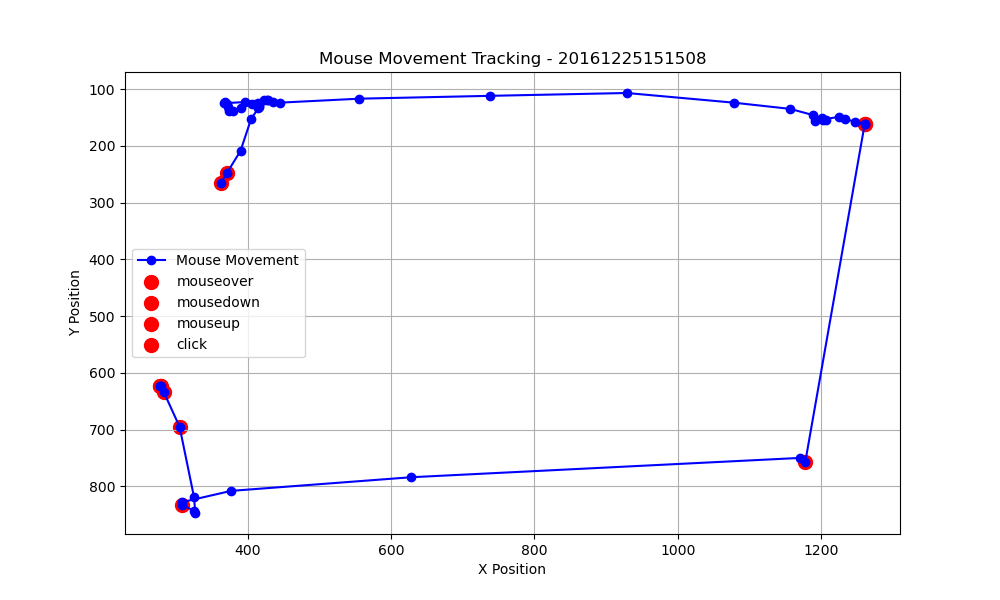 Mouse Movement Tracking - 20161225151508
100
200
300
400
500
600
700
800
Y Position
Mouse Movement
mouseover
mousedown
mouseup
click
400 600 800 1000 1200
X Position